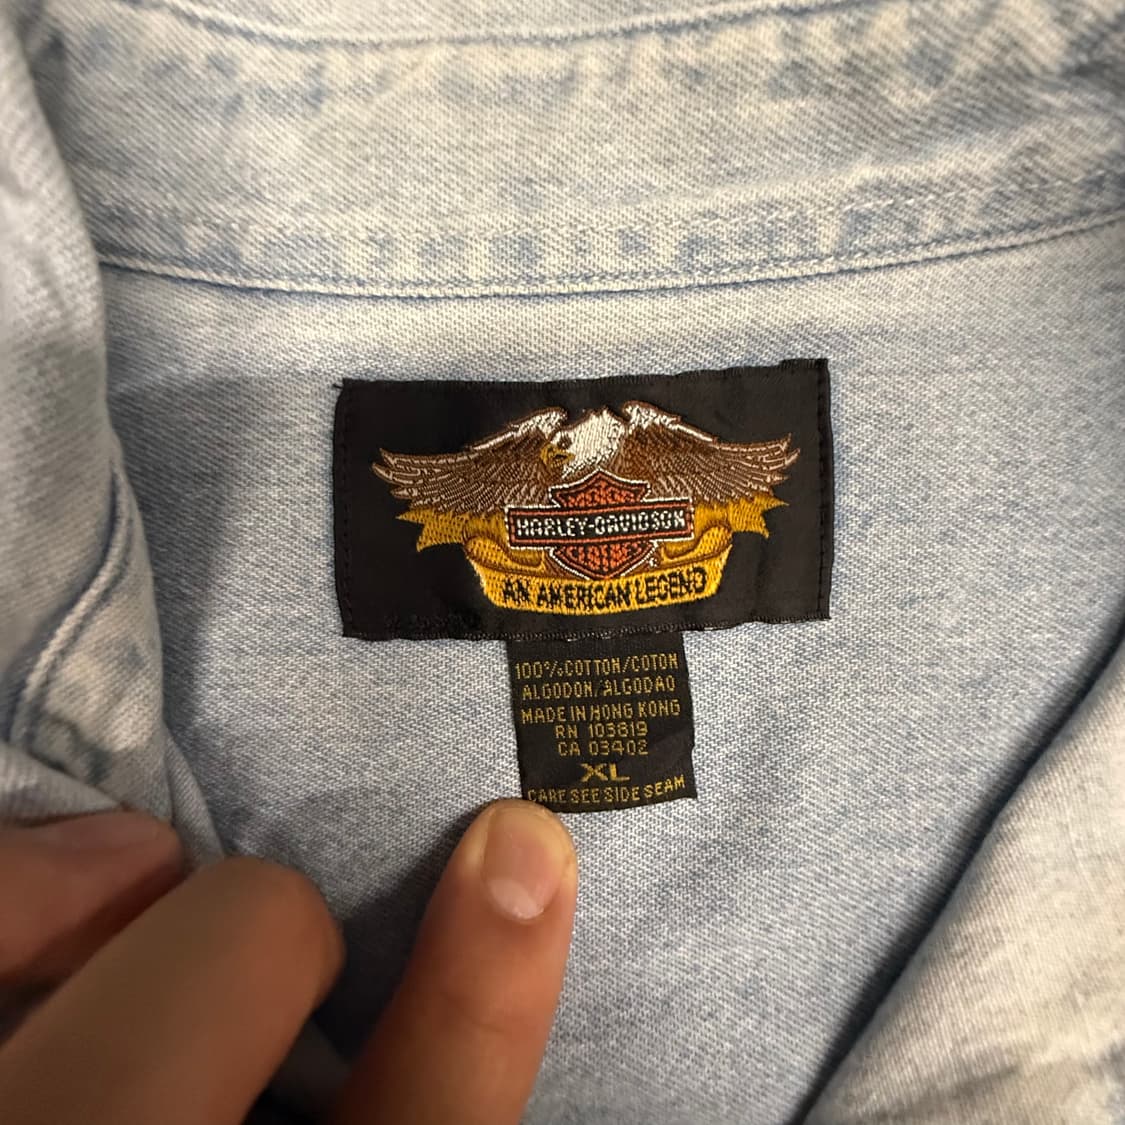 HARLEY-DAVIDSON
AN AMERICAN LEGEND
100% COTTON/COTON
ALGODON/ALGODAO
MADE IN HONG KONG
RN 103819
CA 03402
XL
CARE SEE SIDE SEAM